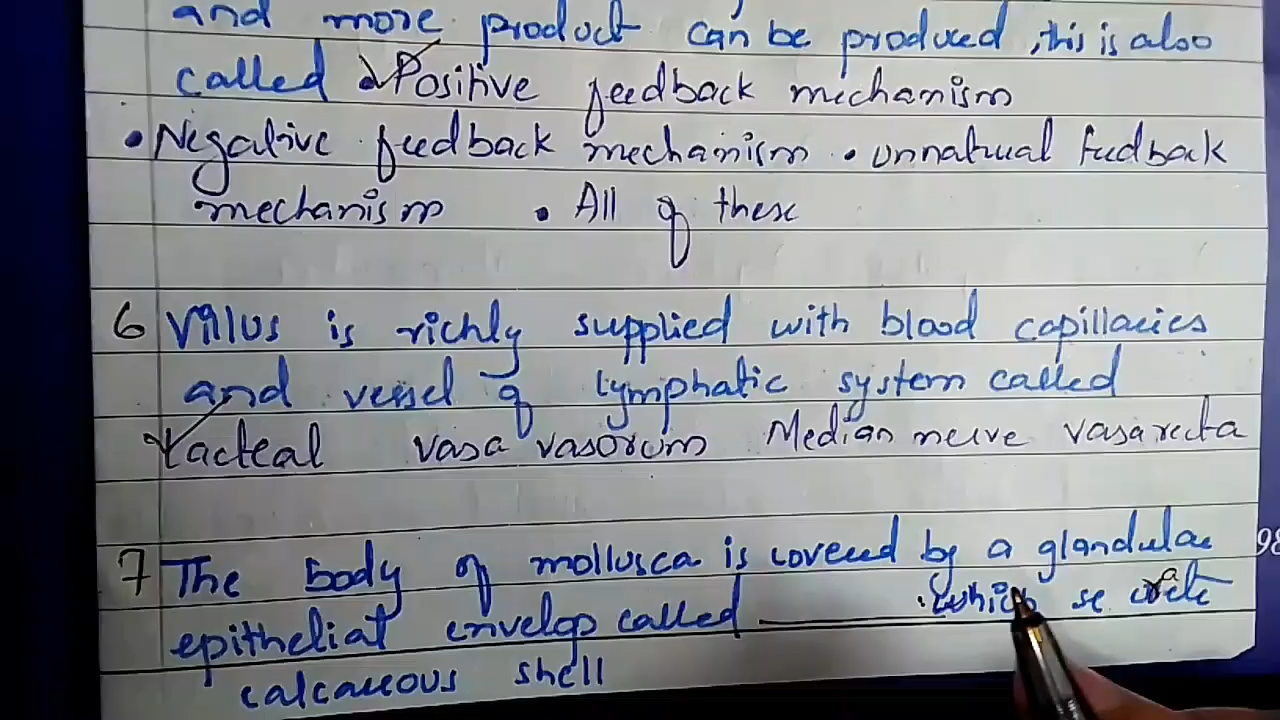 and more product can be produced, this is also
called Positive feedback mechanism
• Negative feedback mechanism • unnatual feedback
mechanism • All of these
6 Villus is richly supplied with blood capillaries
and vessel of lymphatic system called
Lacteal vasa vasorum Median nerve vasa recta
7 The body of mollusca is covered by a glandular
epithelial envelop called ______ which secrete
calcareous shell
98